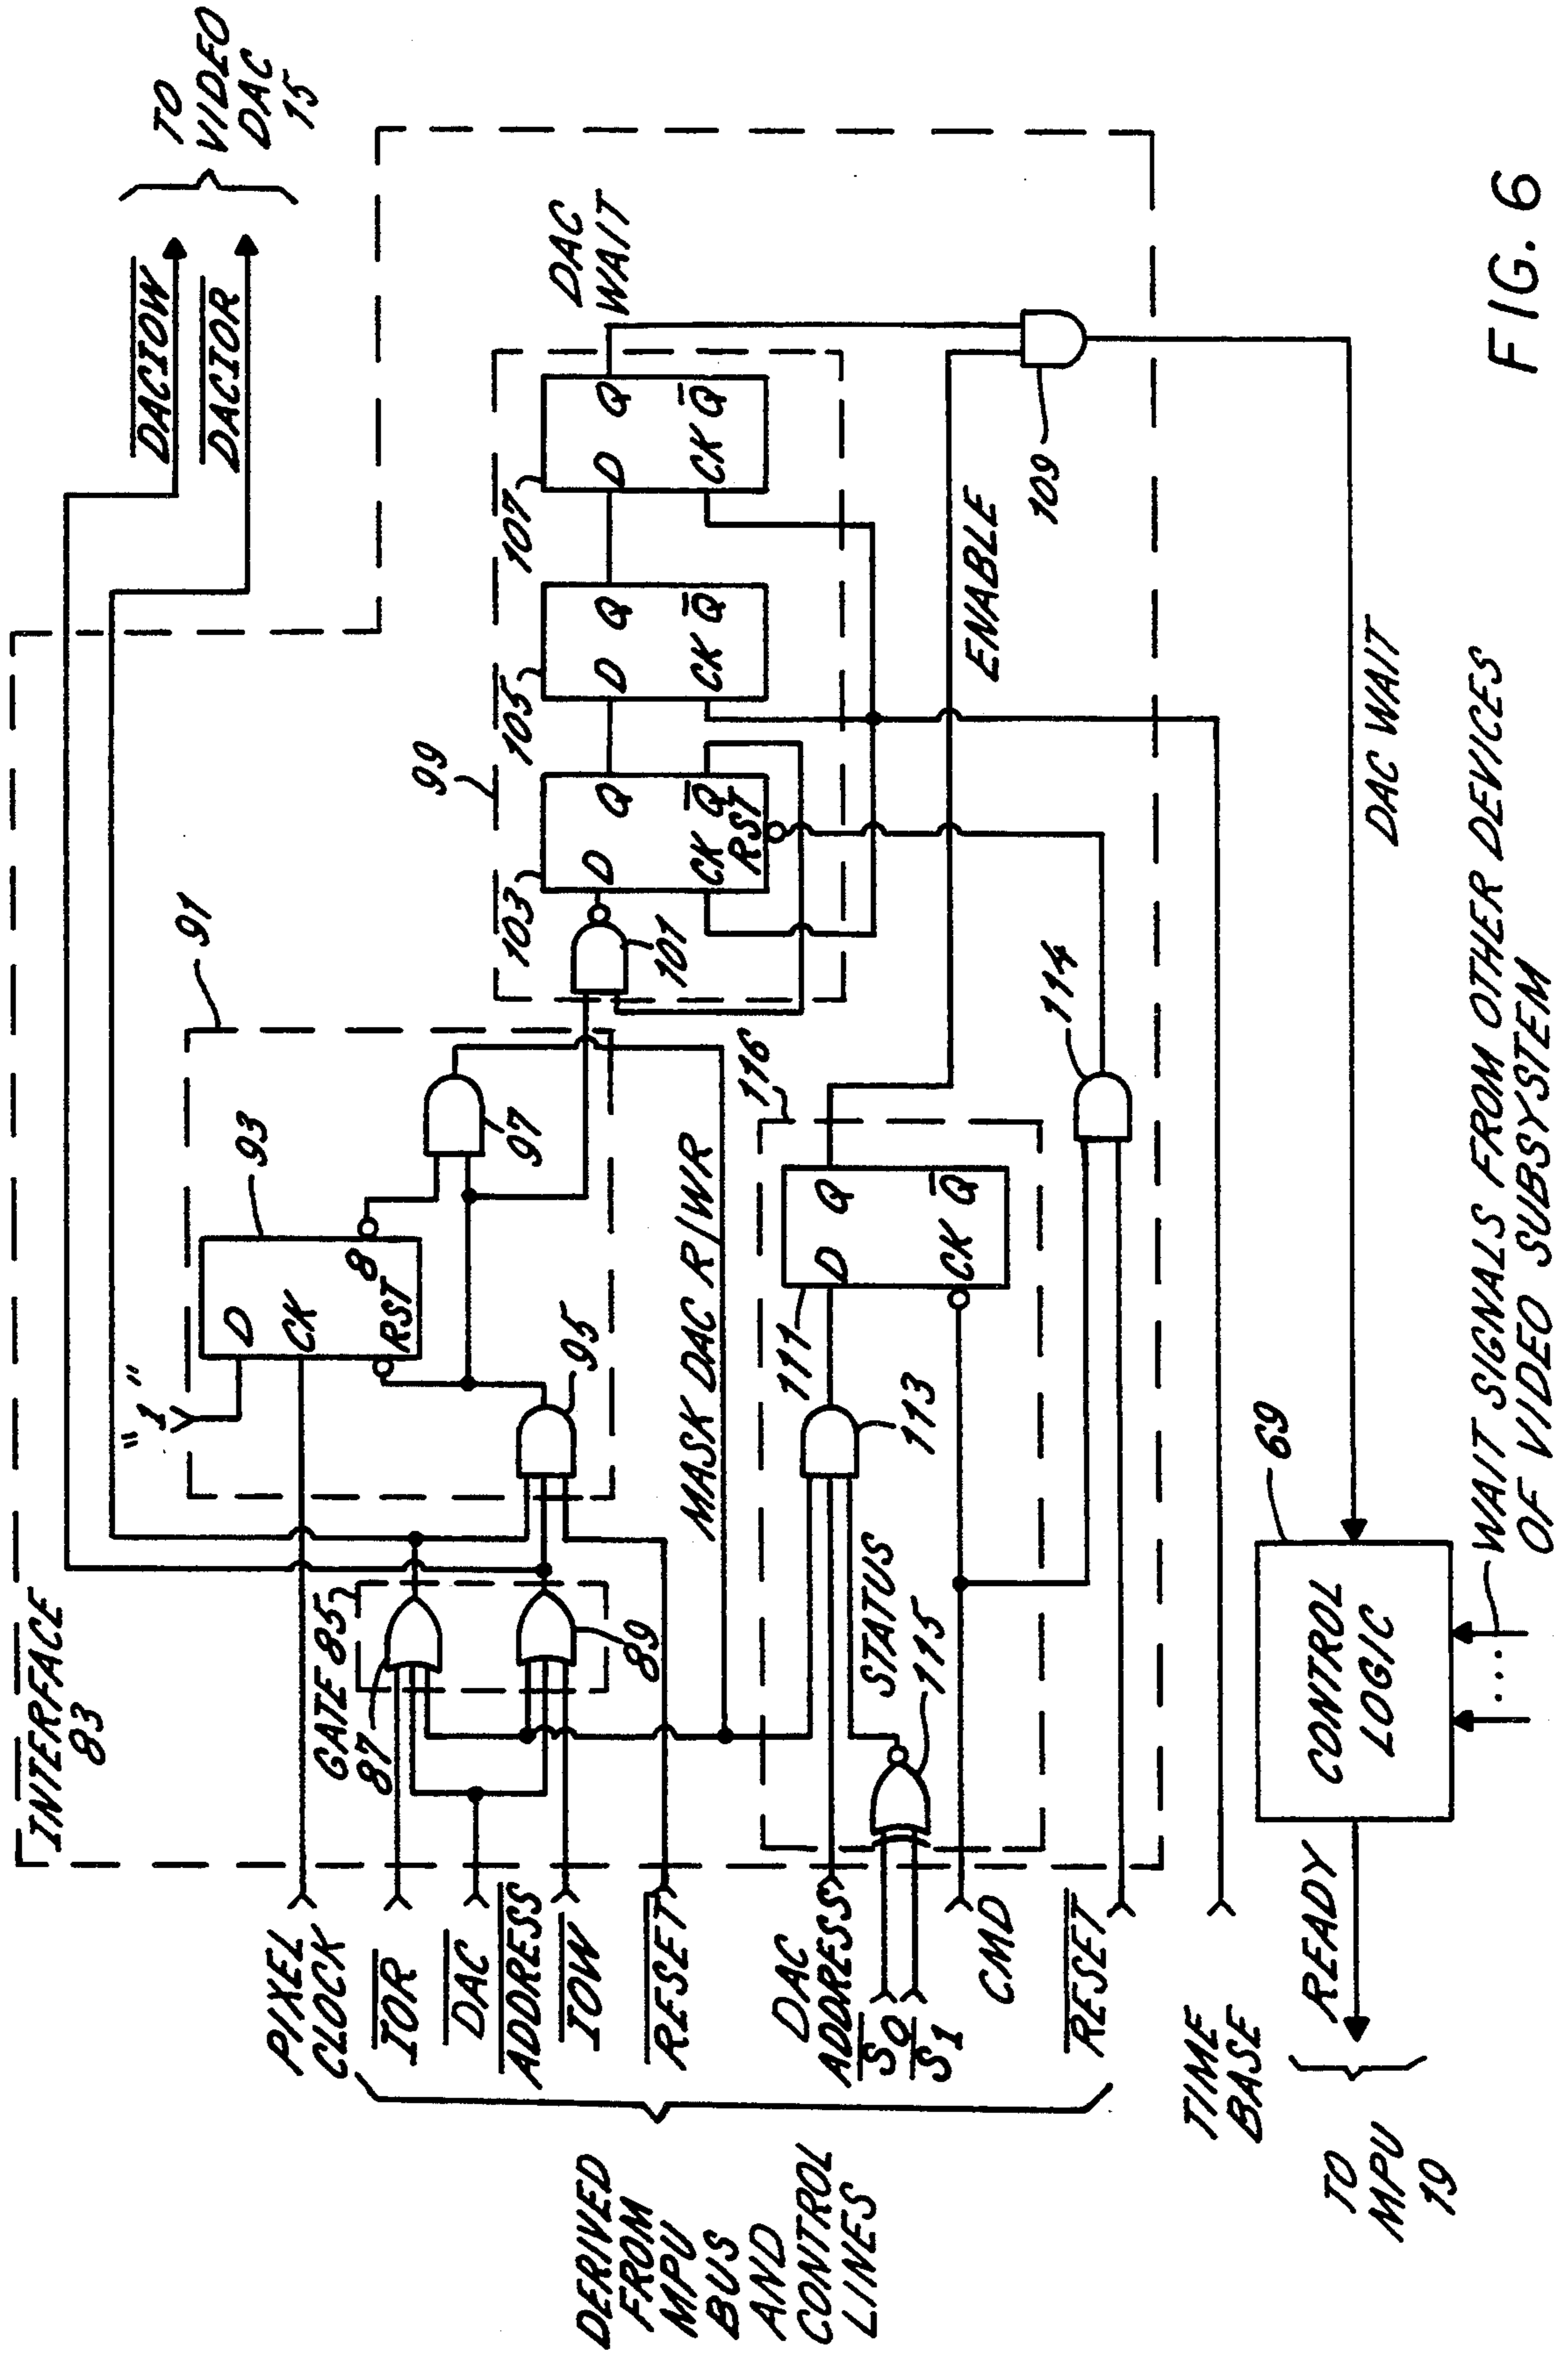 INTERFACE
83
PIXEL
CLOCK
IOR
DAC
ADDRESS
IOW
RESET
DAC
ADDRESS
S0
S1
CMD
RESET
TIME
BASE
DERIVED
FROM
MPU
BUS
AND
CONTROL
LINES
GATE 85
87
89
"1"
D
CK
8
RST
93
91
95
97
MASK DAC R/WR
STATUS
115
113
111
D
Q
CK
Q
116
114
99
101
103
D
Q
CK
Q
RST
105
D
Q
CK
Q
107
D
Q
CK
Q
DAC
WAIT
ENABLE
109
DACIOW
DACIOR
TO
VIDEO
DAC
15
DAC WAIT
69
CONTROL
LOGIC
READY
TO
MPU
19
WAIT SIGNALS FROM OTHER DEVICES
OF VIDEO SUBSYSTEM
FIG. 6